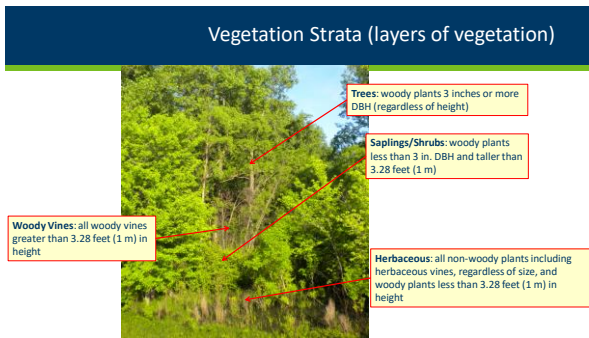 Vegetation Strata (layers of vegetation)
Trees: woody plants 3 inches or more
DBH (regardless of height)
Saplings/Shrubs: woody plants
less than 3 in. DBH and taller than
3.28 feet (1 m)
Woody Vines: all woody vines
greater than 3.28 feet (1 m) in
height
Herbaceous: all non-woody plants including
herbaceous vines, regardless of size, and
woody plants less than 3.28 feet (1 m) in
height